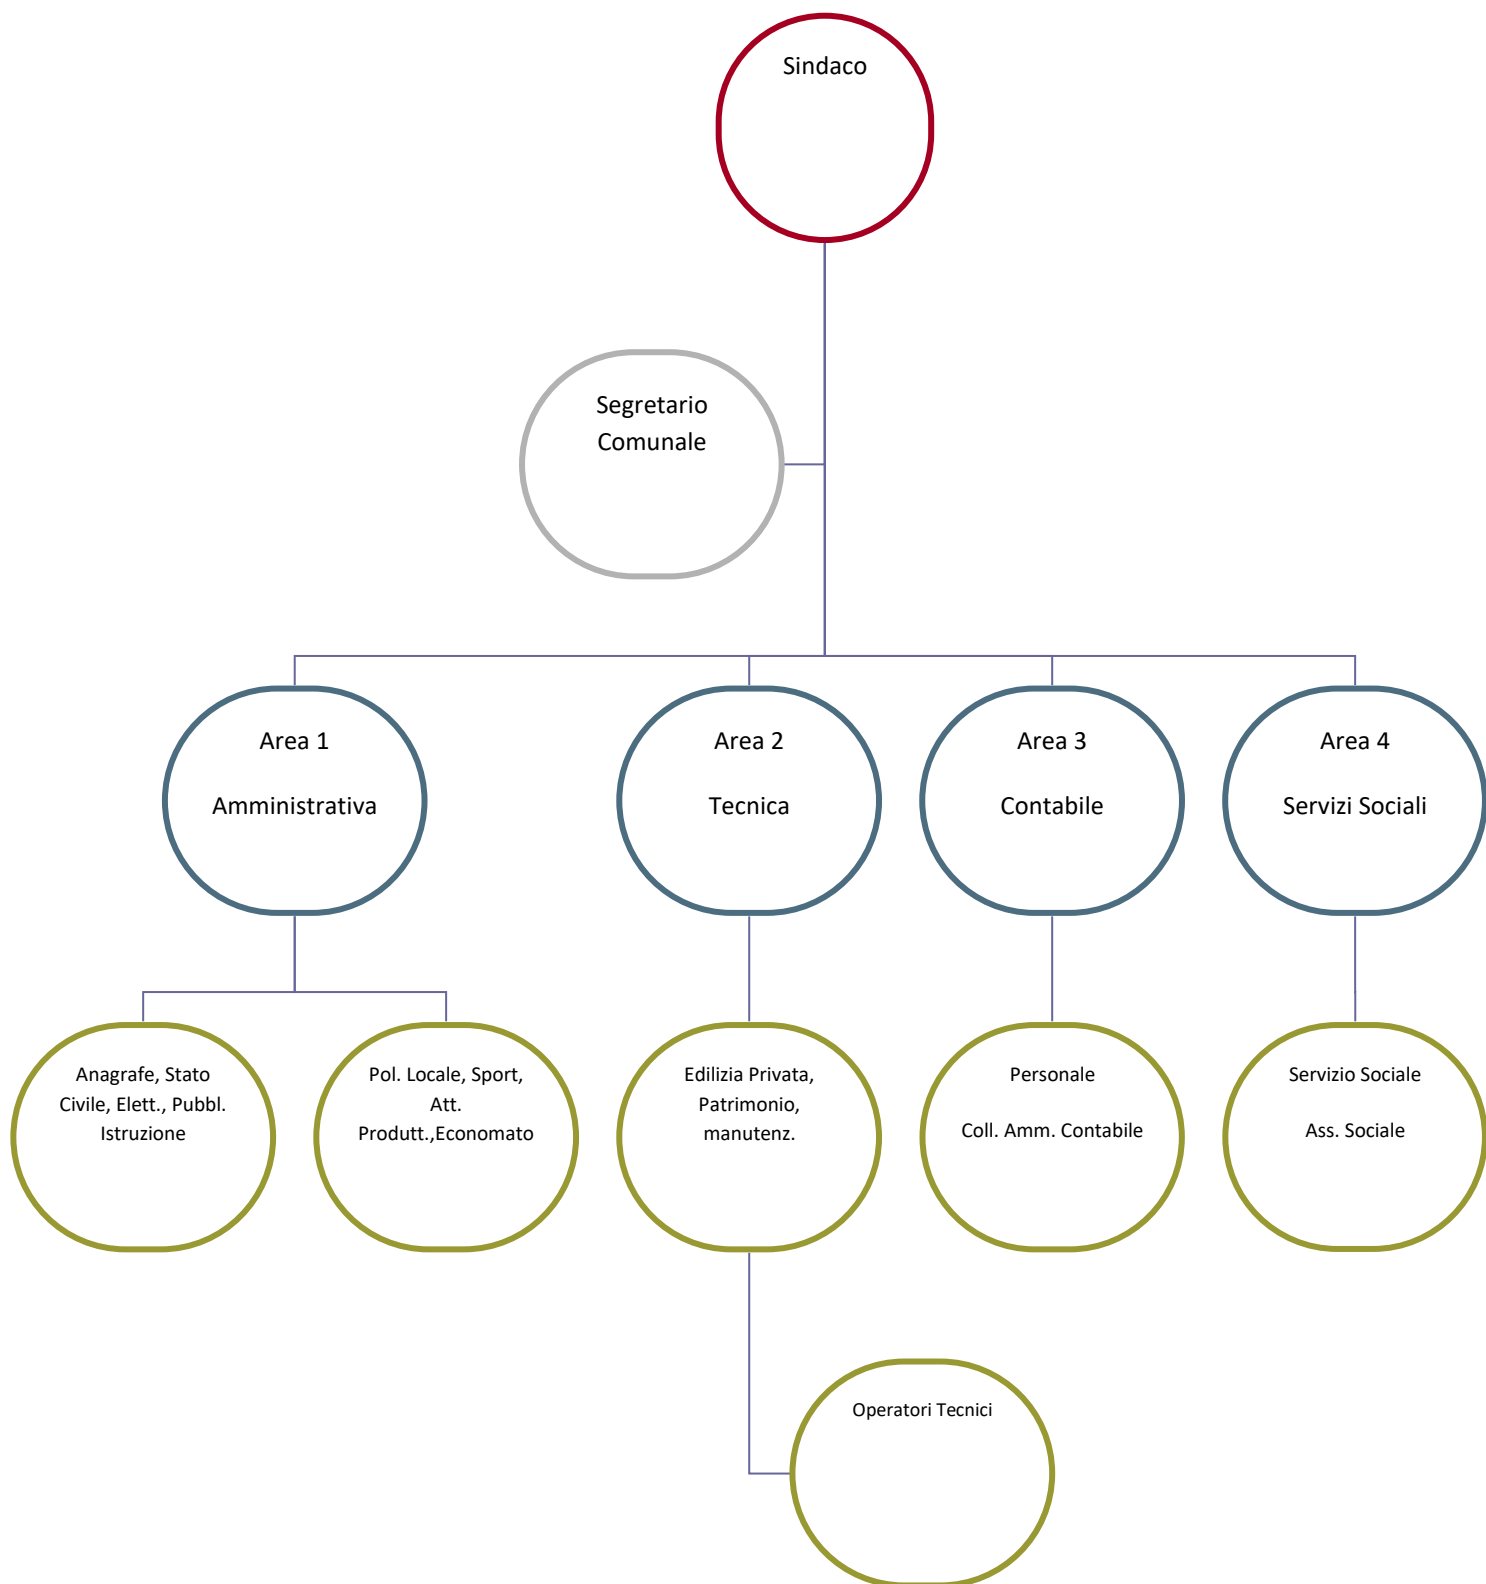 Sindaco
Segretario
Comunale
Area 1
Amministrativa
Area 2
Tecnica
Area 3
Contabile
Area 4
Servizi Sociali
Anagrafe, Stato
Civile, Elett., Pubbl.
Istruzione
Pol. Locale, Sport,
Att.
Produtt.,Economato
Edilizia Privata,
Patrimonio,
manutenz.
Personale
Coll. Amm. Contabile
Servizio Sociale
Ass. Sociale
Operatori Tecnici